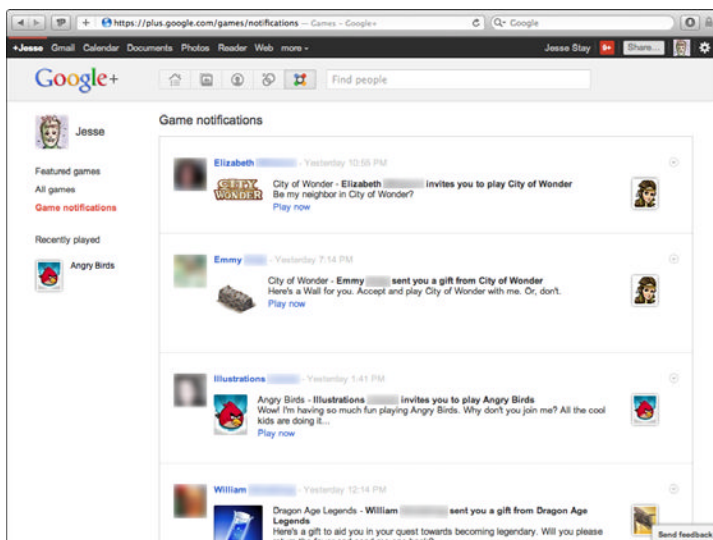 https://plus.google.com/games/notifications — Games - Google+
Google
+Jesse Gmail Calendar Documents Photos Reader Web more
Jesse Stay 9+ Share...
Google+
Find people
Jesse
Featured games
All games
Game notifications
Recently played
Angry Birds
Game notifications
Elizabeth - Yesterday 10:55 PM
CITY OF WONDER
City of Wonder - Elizabeth invites you to play City of Wonder
Be my neighbor in City of Wonder?
Play now
Emmy - Yesterday 7:14 PM
City of Wonder - Emmy sent you a gift from City of Wonder
Here's a Wall for you. Accept and play City of Wonder with me. Or, don't.
Play now
Illustrations - Yesterday 1:41 PM
Angry Birds - Illustrations invites you to play Angry Birds
Wow! I'm having so much fun playing Angry Birds. Why don't you join me? All the cool
kids are doing it...
Play now
William - Yesterday 12:14 PM
Dragon Age Legends - William sent you a gift from Dragon Age
Legends
Here's a gift to aid you in your quest towards becoming legendary. Will you please
Send feedback